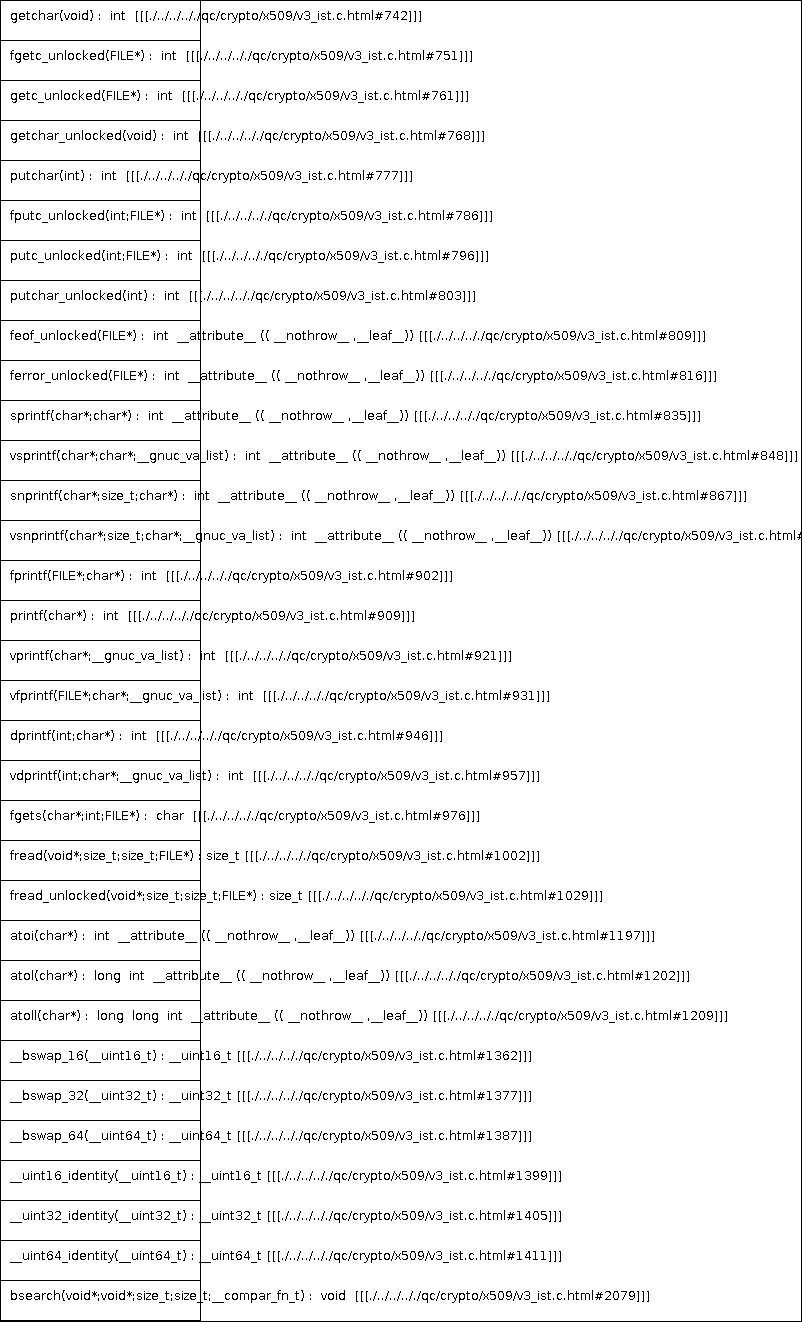 getchar(void) : int [[[./../../../qc/crypto/x509/v3_ist.c.html#742]]]
fgetc_unlocked(FILE*) : int [[[./../../../qc/crypto/x509/v3_ist.c.html#751]]]
getc_unlocked(FILE*) : int [[[./../../../qc/crypto/x509/v3_ist.c.html#761]]]
getchar_unlocked(void) : int [[[./../../../qc/crypto/x509/v3_ist.c.html#768]]]
putchar(int) : int [[[./../../../qc/crypto/x509/v3_ist.c.html#777]]]
fputc_unlocked(int;FILE*) : int [[[./../../../qc/crypto/x509/v3_ist.c.html#786]]]
putc_unlocked(int;FILE*) : int [[[./../../../qc/crypto/x509/v3_ist.c.html#796]]]
putchar_unlocked(int) : int [[[./../../../qc/crypto/x509/v3_ist.c.html#803]]]
feof_unlocked(FILE*) : int __attribute__ (( __nothrow__ ,__leaf__)) [[[./../../../qc/crypto/x509/v3_ist.c.html#809]]]
ferror_unlocked(FILE*) : int __attribute__ (( __nothrow__ ,__leaf__)) [[[./../../../qc/crypto/x509/v3_ist.c.html#816]]]
sprintf(char*;char*) : int __attribute__ (( __nothrow__ ,__leaf__)) [[[./../../../qc/crypto/x509/v3_ist.c.html#835]]]
vsprintf(char*;char*;__gnuc_va_list) : int __attribute__ (( __nothrow__ ,__leaf__)) [[[./../../../qc/crypto/x509/v3_ist.c.html#848]]]
snprintf(char*;size_t;char*) : int __attribute__ (( __nothrow__ ,__leaf__)) [[[./../../../qc/crypto/x509/v3_ist.c.html#867]]]
vsnprintf(char*;size_t;char*;__gnuc_va_list) : int __attribute__ (( __nothrow__ ,__leaf__)) [[[./../../../qc/crypto/x509/v3_ist.c.html#
fprintf(FILE*;char*) : int [[[./../../../qc/crypto/x509/v3_ist.c.html#902]]]
printf(char*) : int [[[./../../../qc/crypto/x509/v3_ist.c.html#909]]]
vprintf(char*;__gnuc_va_list) : int [[[./../../../qc/crypto/x509/v3_ist.c.html#921]]]
vfprintf(FILE*;char*;__gnuc_va_list) : int [[[./../../../qc/crypto/x509/v3_ist.c.html#931]]]
dprintf(int;char*) : int [[[./../../../qc/crypto/x509/v3_ist.c.html#946]]]
vdprintf(int;char*;__gnuc_va_list) : int [[[./../../../qc/crypto/x509/v3_ist.c.html#957]]]
fgets(char*;int;FILE*) : char [[[./../../../qc/crypto/x509/v3_ist.c.html#976]]]
fread(void*;size_t;size_t;FILE*) : size_t [[[./../../../qc/crypto/x509/v3_ist.c.html#1002]]]
fread_unlocked(void*;size_t;size_t;FILE*) : size_t [[[./../../../qc/crypto/x509/v3_ist.c.html#1029]]]
atoi(char*) : int __attribute__ (( __nothrow__ ,__leaf__)) [[[./../../../qc/crypto/x509/v3_ist.c.html#1197]]]
atol(char*) : long int __attribute__ (( __nothrow__ ,__leaf__)) [[[./../../../qc/crypto/x509/v3_ist.c.html#1202]]]
atoll(char*) : long long int __attribute__ (( __nothrow__ ,__leaf__)) [[[./../../../qc/crypto/x509/v3_ist.c.html#1209]]]
__bswap_16(__uint16_t) : __uint16_t [[[./../../../qc/crypto/x509/v3_ist.c.html#1362]]]
__bswap_32(__uint32_t) : __uint32_t [[[./../../../qc/crypto/x509/v3_ist.c.html#1377]]]
__bswap_64(__uint64_t) : __uint64_t [[[./../../../qc/crypto/x509/v3_ist.c.html#1387]]]
__uint16_identity(__uint16_t) : __uint16_t [[[./../../../qc/crypto/x509/v3_ist.c.html#1399]]]
__uint32_identity(__uint32_t) : __uint32_t [[[./../../../qc/crypto/x509/v3_ist.c.html#1405]]]
__uint64_identity(__uint64_t) : __uint64_t [[[./../../../qc/crypto/x509/v3_ist.c.html#1411]]]
bsearch(void*;void*;size_t;size_t;__compar_fn_t) : void [[[./../../../qc/crypto/x509/v3_ist.c.html#2079]]]